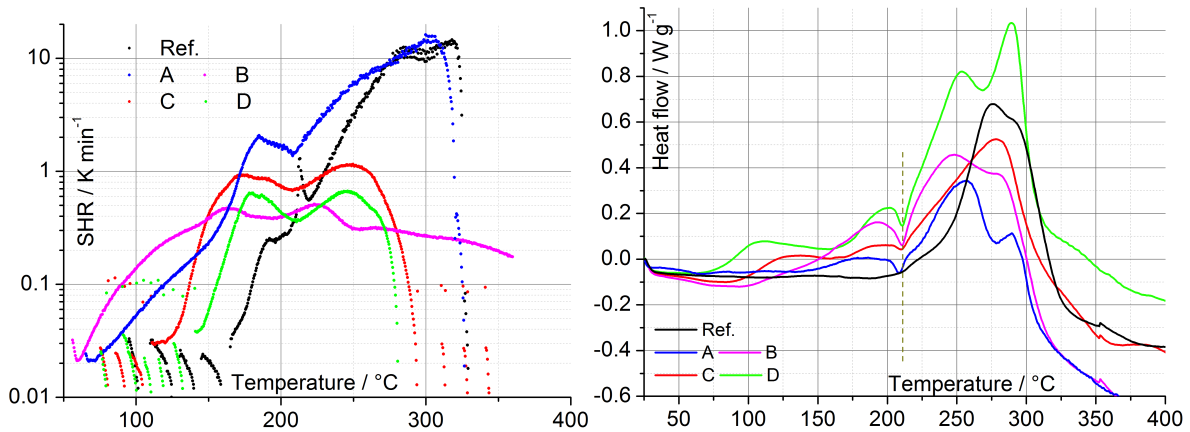 SHR / K min-1
10
1
0.1
0.01
Ref.
A B
C D
Temperature / °C
100 200 300 400
Heat flow / W g-1
1.0
0.8
0.6
0.4
0.2
0.0
-0.2
-0.4
-0.6
Ref.
A B
C D
Temperature / °C
50 100 150 200 250 300 350 400